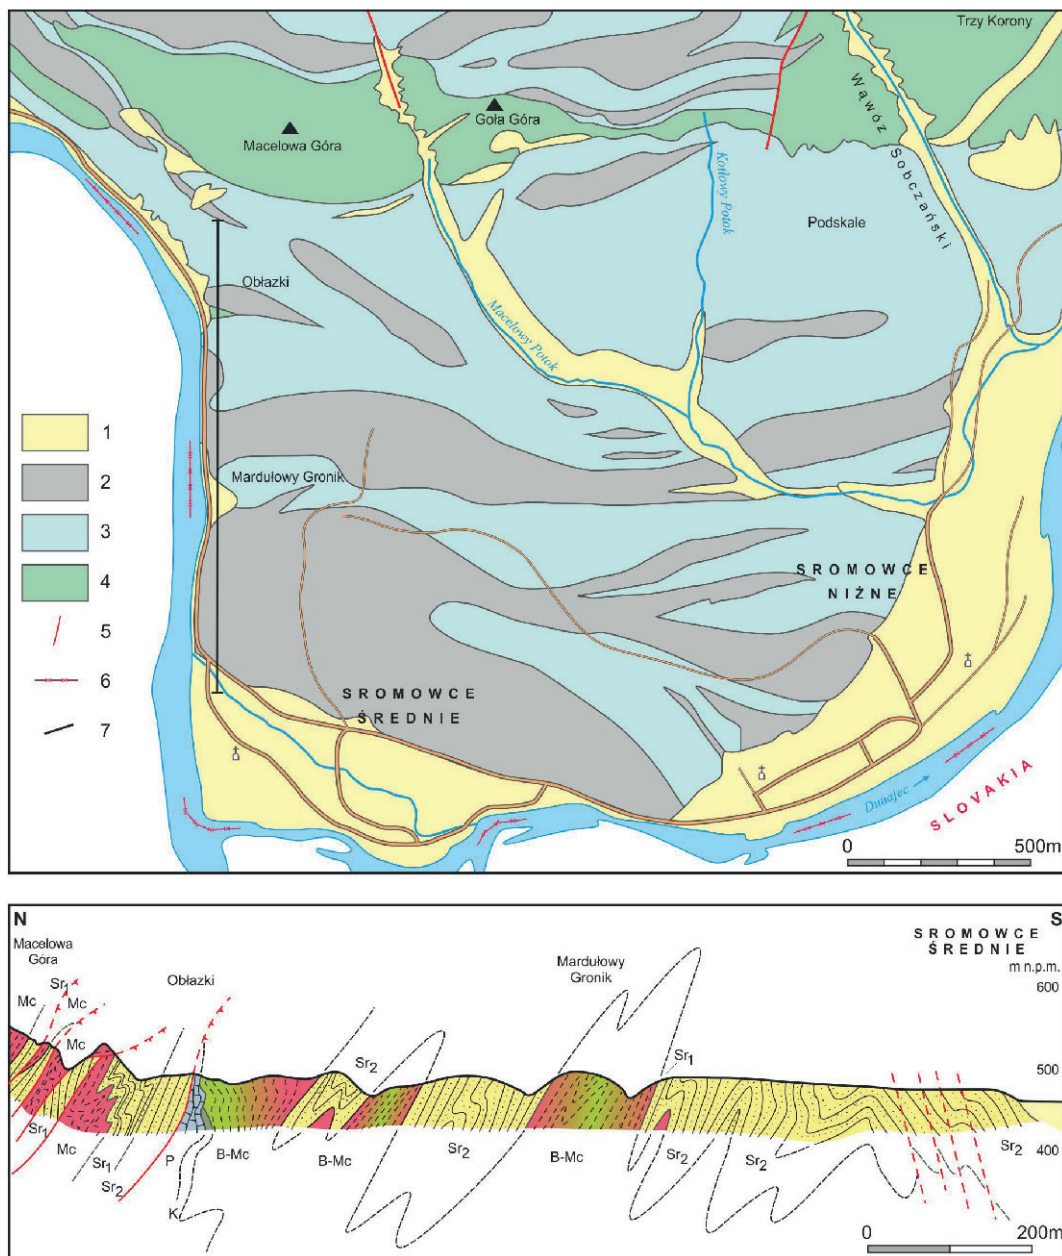 Trzy Korony
Goła Góra
Macelowa Góra
Wąwóz Sobczański
Kotłowy Potok
Podskale
Obłazki
Macelowy Potok
1
2
3
4
5
6
7
Mardułowy Gronik
SROMOWCE
NIŻNE
SROMOWCE
ŚREDNIE
Dunajec
SLOVAKIA
0 500m
N S
SROMOWCE
ŚREDNIE
m n.p.m.
600
500
400
Macelowa
Góra
Obłazki
Mardułowy
Gronik
Sr1
Mc
Mc
Mc
Sr2
Sr1
Sr1
Mc
Sr1
Sr2
P
K
B-Mc
B-Mc
Sr2
B-Mc
Sr2
Sr2
Sr2
0 200m